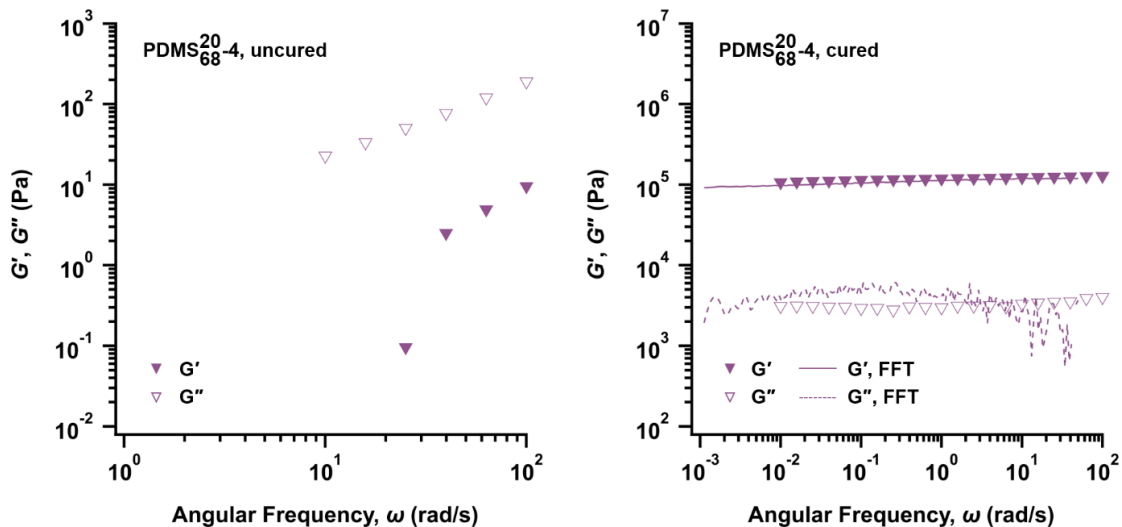 PDMS²⁰₆₈-4, uncured
10³
10²
10¹
10⁰
10⁻¹
10⁻²
G′, G″ (Pa)
G′
G″
10⁰
10¹
10²
Angular Frequency, ω (rad/s)
PDMS²⁰₆₈-4, cured
10⁷
10⁶
10⁵
10⁴
10³
10²
G′, G″ (Pa)
G′
G′, FFT
G″
G″, FFT
10⁻³
10⁻²
10⁻¹
10⁰
10¹
10²
Angular Frequency, ω (rad/s)